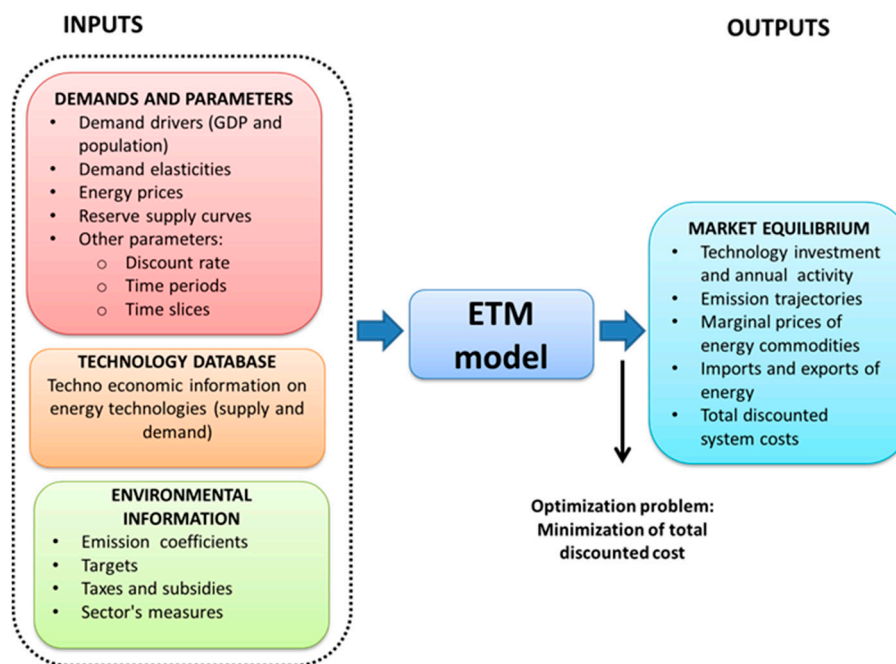 INPUTS
OUTPUTS
DEMANDS AND PARAMETERS
• Demand drivers (GDP and
population)
• Demand elasticities
• Energy prices
• Reserve supply curves
• Other parameters:
o Discount rate
o Time periods
o Time slices
TECHNOLOGY DATABASE
Techno economic information on
energy technologies (supply and
demand)
ENVIRONMENTAL
INFORMATION
• Emission coefficients
• Targets
• Taxes and subsidies
• Sector's measures
ETM
model
Optimization problem:
Minimization of total
discounted cost
MARKET EQUILIBRIUM
• Technology investment
and annual activity
• Emission trajectories
• Marginal prices of
energy commodities
• Imports and exports of
energy
• Total discounted
system costs